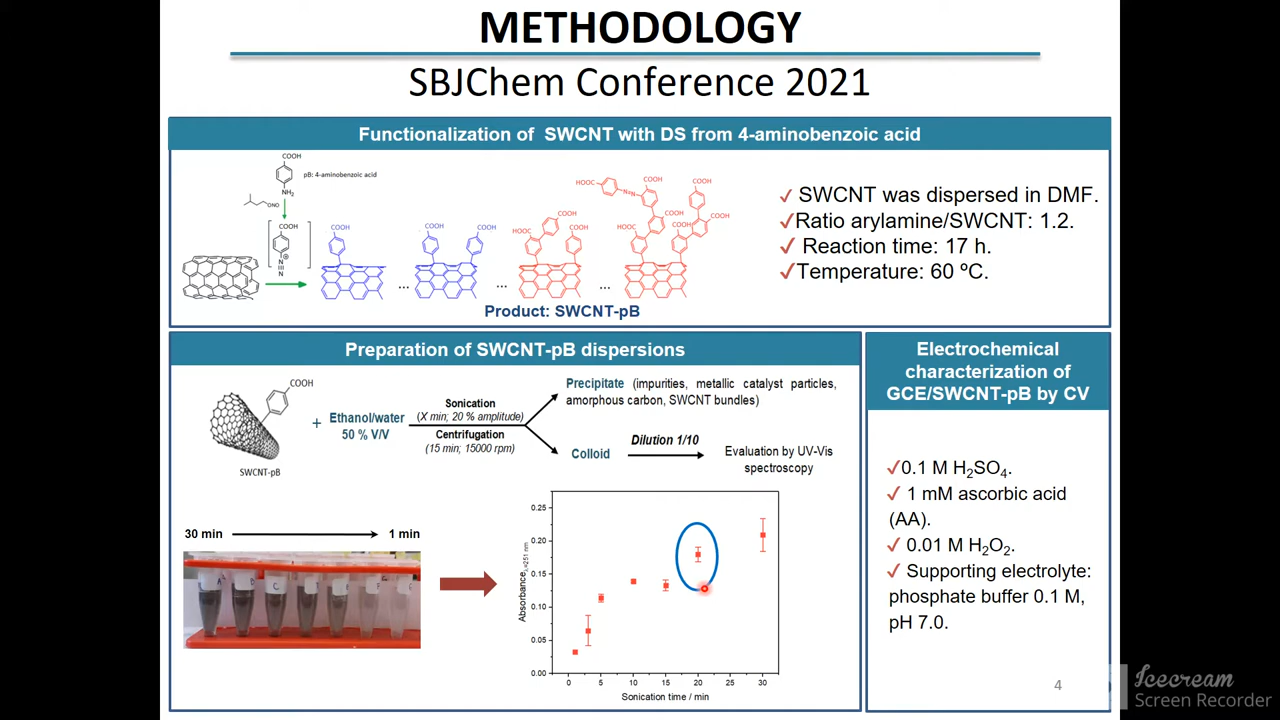 METHODOLOGY
SBJChem Conference 2021
Functionalization of SWCNT with DS from 4-aminobenzoic acid
COOH
pB: 4-aminobenzoic acid
NH₂
ONO
COOH
COOH
COOH
COOH
HOOC
COOH
COOH
HOOC
COOH
COOH
HOOC
COOH
COOH
COOH
... ... ...
Product: SWCNT-pB
✓ SWCNT was dispersed in DMF.
✓Ratio arylamine/SWCNT: 1.2.
✓ Reaction time: 17 h.
✓Temperature: 60 ºC.
Preparation of SWCNT-pB dispersions
COOH
SWCNT-pB
+ Ethanol/water
50 % V/V
Sonication
(X min; 20 % amplitude)
Centrifugation
(15 min; 15000 rpm)
Precipitate (impurities, metallic catalyst particles,
amorphous carbon, SWCNT bundles)
Colloid
Dilution 1/10
Evaluation by UV-Vis
spectroscopy
30 min
1 min
A
C
Absorbance λ=251 nm
0.25
0.20
0.15
0.10
0.05
0.00
0 5 10 15 20 25 30
Sonication time / min
Electrochemical
characterization of
GCE/SWCNT-pB by CV
✓0.1 M H₂SO₄.
✓ 1 mM ascorbic acid
(AA).
✓ 0.01 M H₂O₂.
✓ Supporting electrolyte:
phosphate buffer 0.1 M,
pH 7.0.
4
Icecream
Screen Recorder